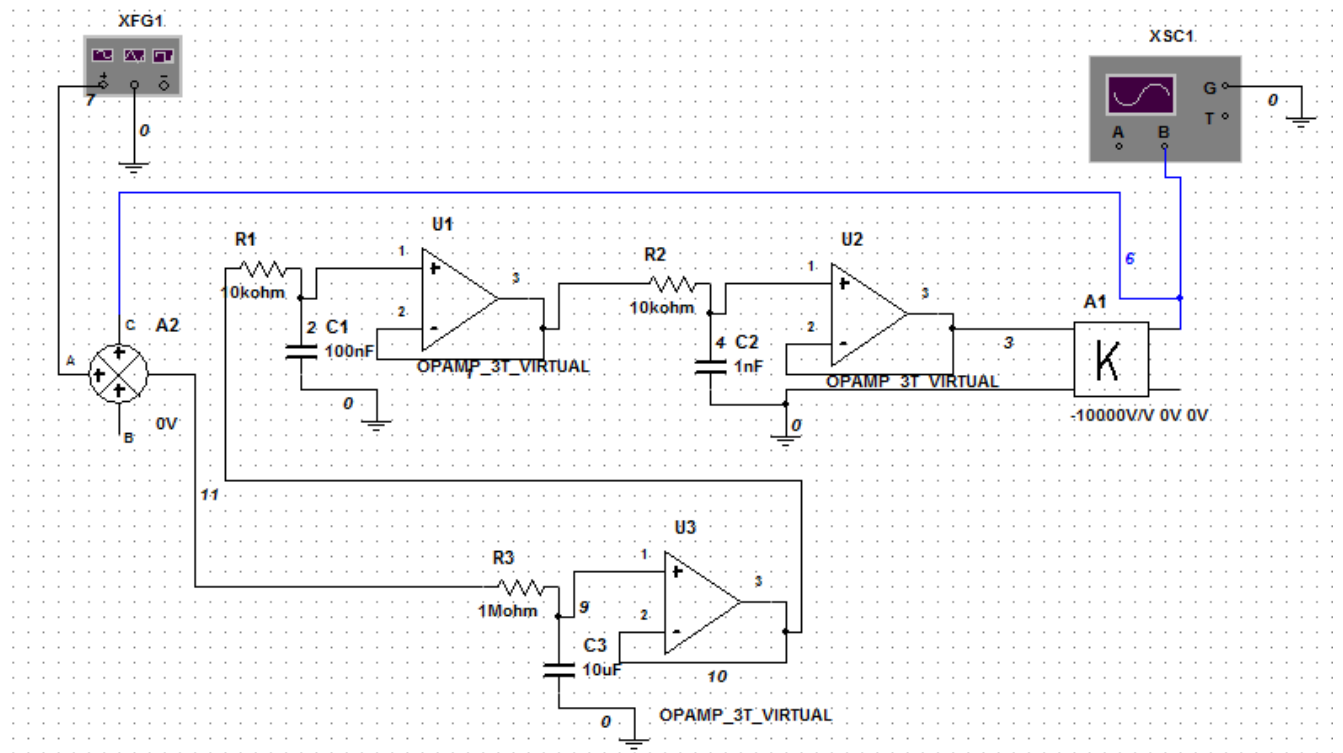 XFG1
XSC1
+
−
7
0
G
0
T
A
B
R1
10kohm
1
U1
+
3
2
-
2
C1
100nF
OPAMP_3T_VIRTUAL
0
R2
10kohm
1
U2
+
3
2
-
4
C2
1nF
OPAMP_3T_VIRTUAL
0
3
6
A1
K
-10000V/V 0V 0V
C
A2
A
+
+
+
B
0V
11
R3
1Mohm
1
U3
+
3
9
2
-
C3
10uF
10
0
OPAMP_3T_VIRTUAL